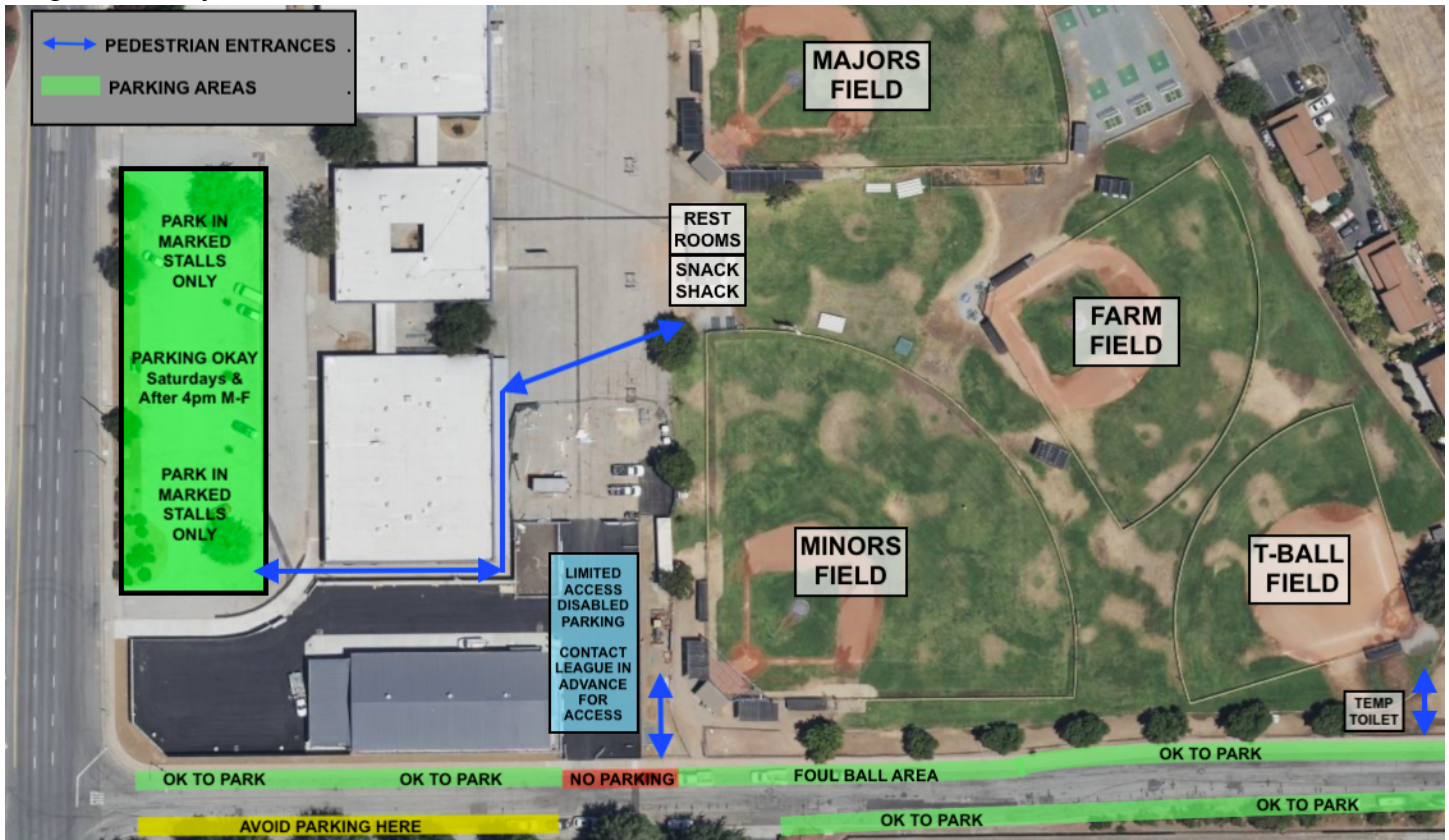 PEDESTRIAN ENTRANCES .
PARKING AREAS .
MAJORS
FIELD
REST
ROOMS
SNACK
SHACK
FARM
FIELD
PARK IN
MARKED
STALLS
ONLY
PARKING OKAY
Saturdays &
After 4pm M-F
PARK IN
MARKED
STALLS
ONLY
MINORS
FIELD
T-BALL
FIELD
LIMITED
ACCESS
DISABLED
PARKING
CONTACT
LEAGUE IN
ADVANCE
FOR
ACCESS
TEMP
TOILET
OK TO PARK
OK TO PARK
NO PARKING
FOUL BALL AREA
OK TO PARK
AVOID PARKING HERE
OK TO PARK
OK TO PARK